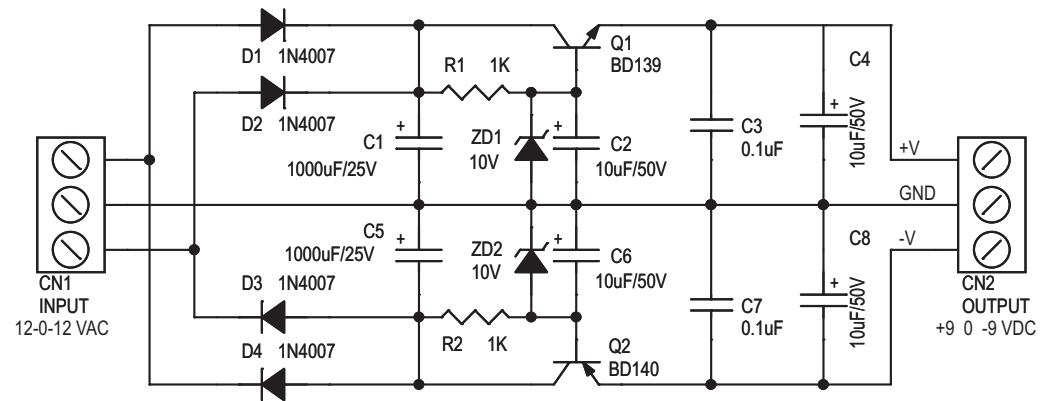 D1 1N4007
D2 1N4007
R1 1K
Q1
BD139
C4
+
10uF/50V
+
C1
1000uF/25V
ZD1
10V
+
C2
10uF/50V
C3
0.1uF
+V
GND
-V
C5
1000uF/25V
+
ZD2
10V
+
C6
10uF/50V
C8
+
10uF/50V
C7
0.1uF
CN1
INPUT
12-0-12 VAC
D3 1N4007
D4 1N4007
R2 1K
Q2
BD140
CN2
OUTPUT
+9 0 -9 VDC